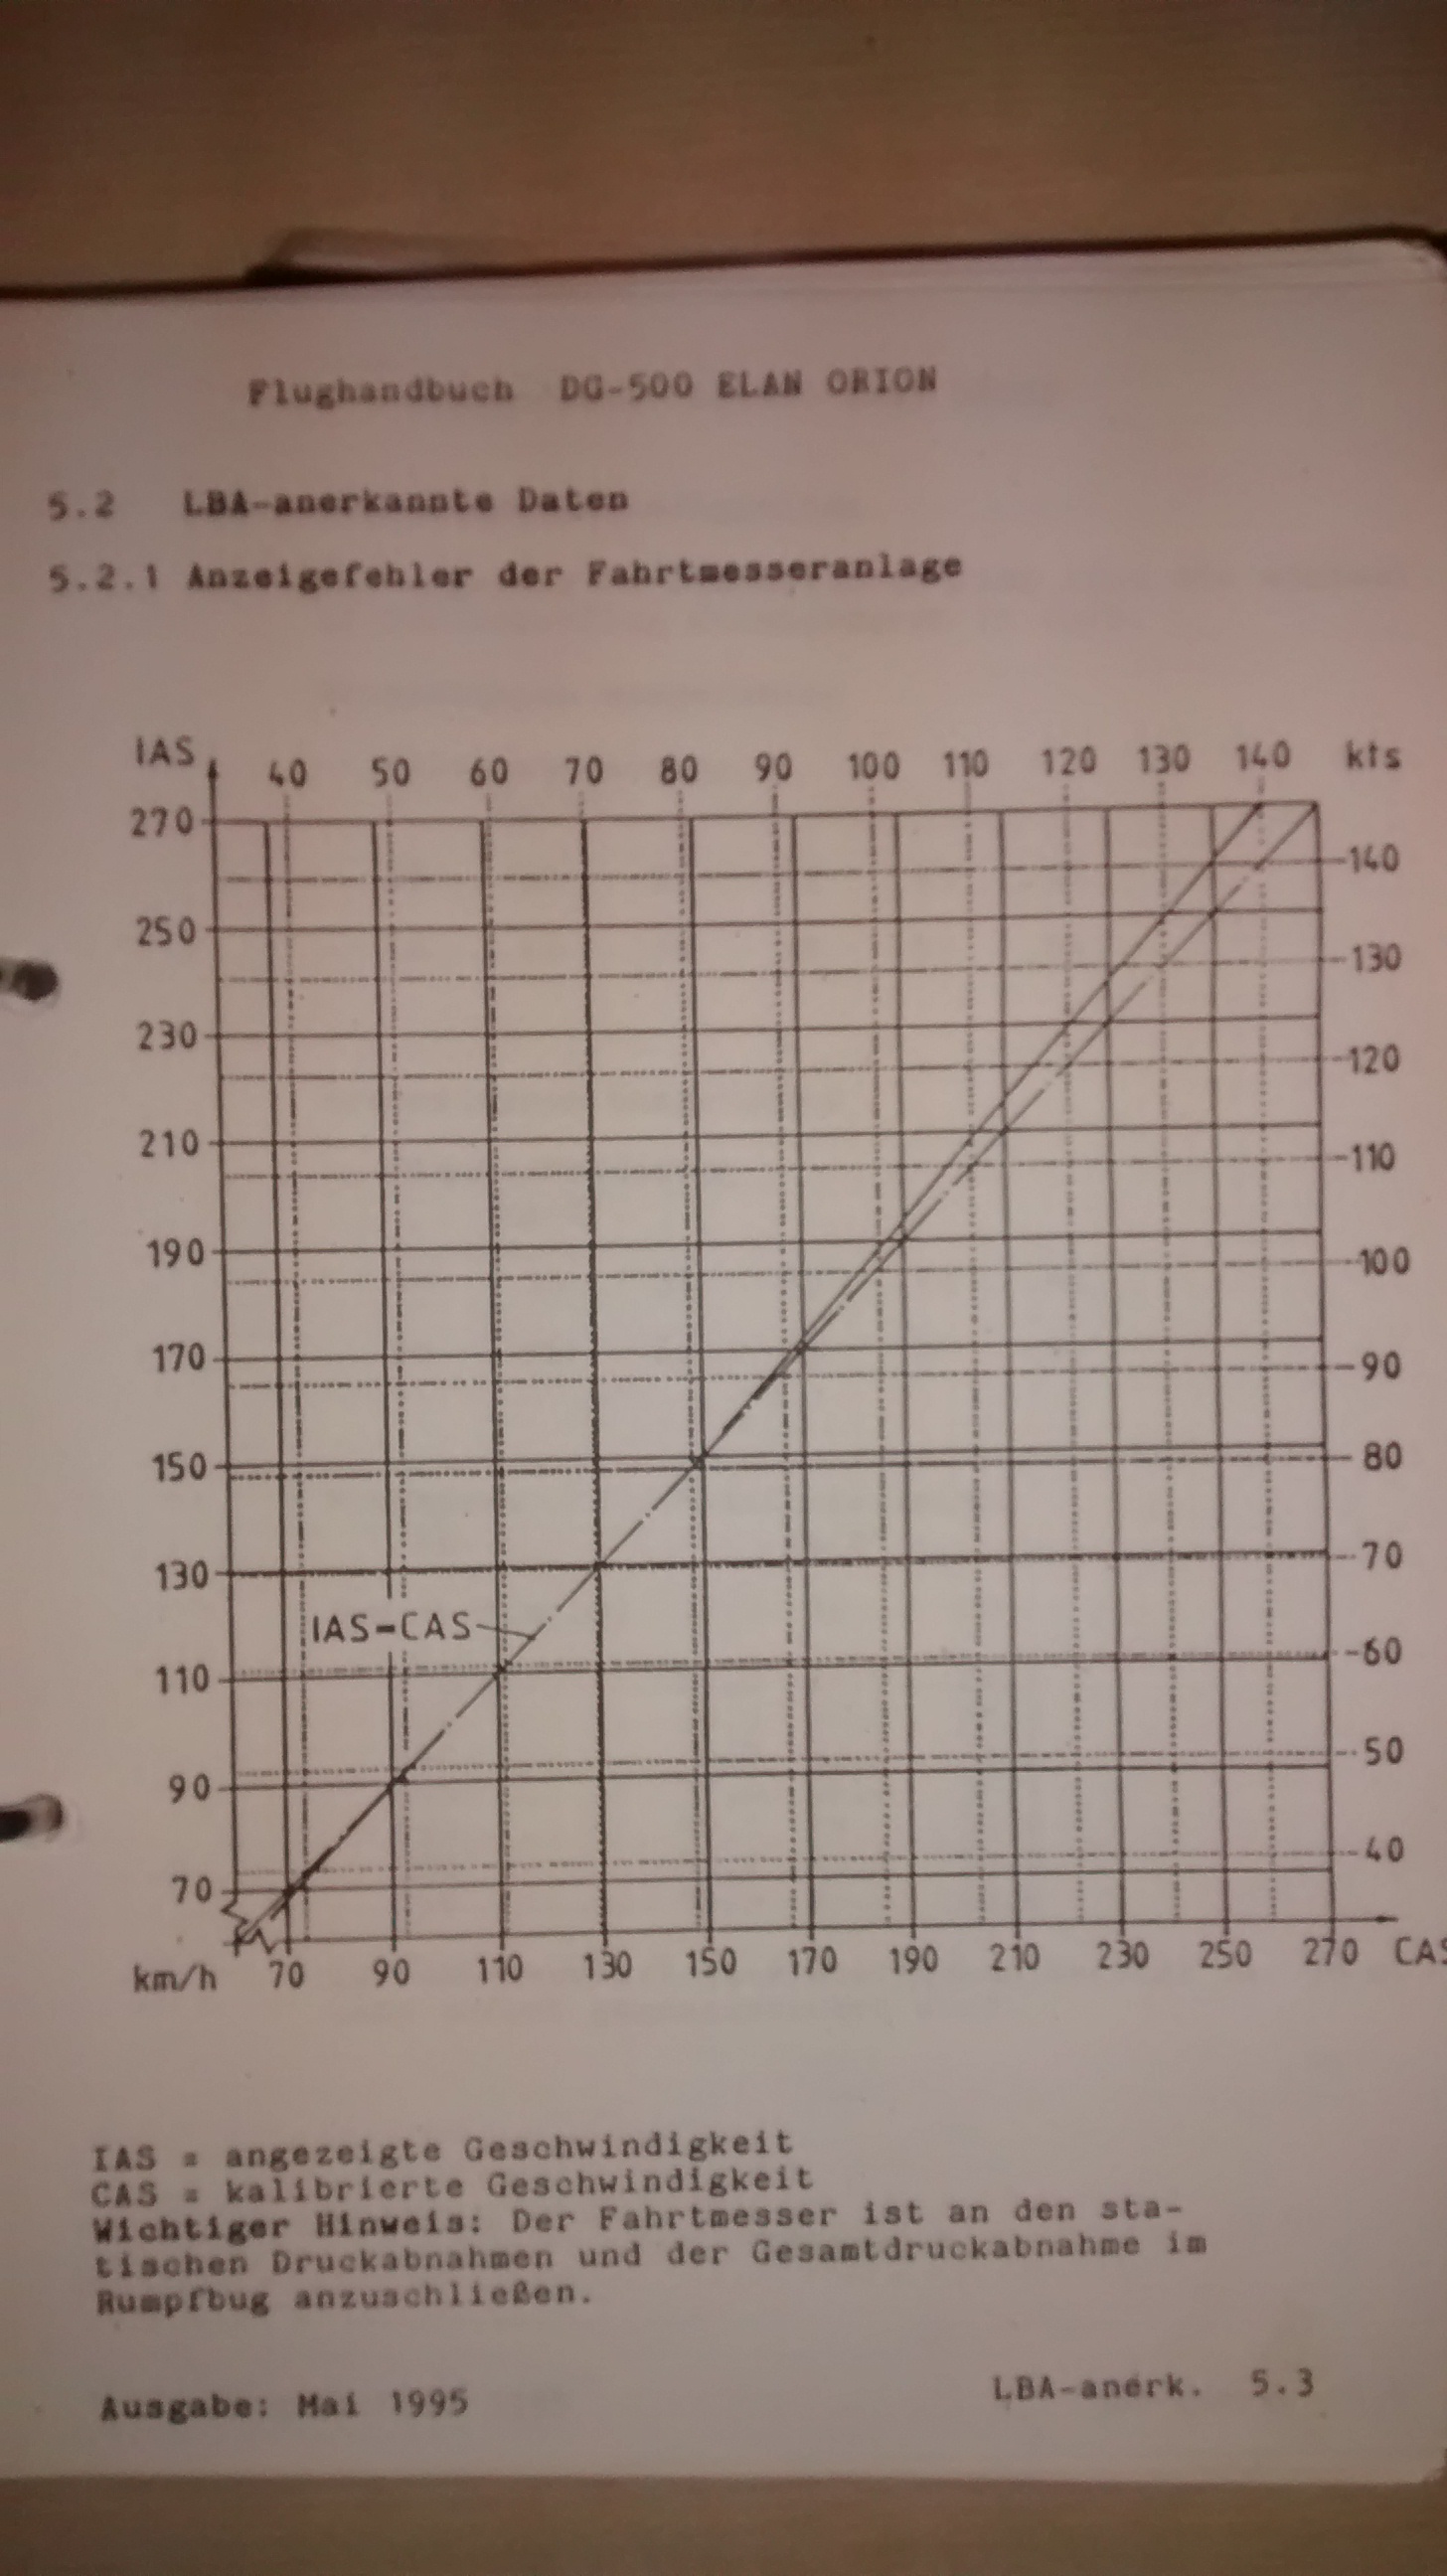 Flughandbuch DG-500 ELAN ORION
5.2 LBA-anerkannte Daten
5.2.1 Anzeigefehler der Fahrtmesseranlage
IAS 40 50 60 70 80 90 100 110 120 130 140 kts
270
140
250
130
230
120
210
110
190
100
170
90
150
80
130
70
IAS=CAS
110
60
50
90
40
70
km/h 70 90 110 130 150 170 190 210 230 250 270 CAS
IAS = angezeigte Geschwindigkeit
CAS = kalibrierte Geschwindigkeit
Wichtiger Hinweis: Der Fahrtmesser ist an den sta-
tischen Druckabnahmen und der Gesamtdruckabnahme im
Rumpfbug anzuschließen.
Ausgabe: Mai 1995
LBA-anerk. 5.3